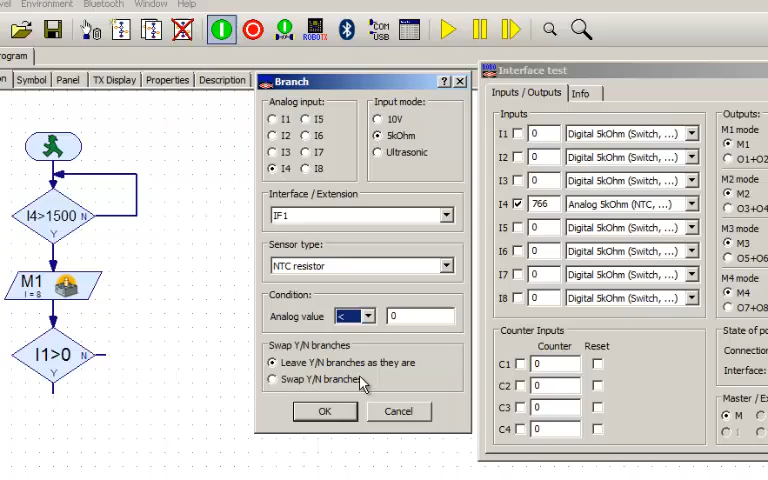 vel Environment Bluetooth Window Help
COM
USB
ROBOTX
rogram
on Symbol Panel TX Display Properties Description
I4>1500 N
Y
M1
I = 8
I1>0 N
Y
Branch
? X
Analog input:
I1 I5
I2 I6
I3 I7
I4 I8
Input mode:
10V
5kOhm
Ultrasonic
Interface / Extension
IF1
Sensor type:
NTC resistor
Condition:
Analog value < 0
Swap Y/N branches
Leave Y/N branches as they are
Swap Y/N branches
OK Cancel
Interface test
Inputs / Outputs Info
Inputs
I1 0 Digital 5kOhm (Switch, ...)
I2 0 Digital 5kOhm (Switch, ...)
I3 0 Digital 5kOhm (Switch, ...)
I4 766 Analog 5kOhm (NTC, ...)
I5 0 Digital 5kOhm (Switch, ...)
I6 0 Digital 5kOhm (Switch, ...)
I7 0 Digital 5kOhm (Switch, ...)
I8 0 Digital 5kOhm (Switch, ...)
Counter Inputs
Counter Reset
C1 0
C2 0
C3 0
C4 0
Outputs:
M1 mode
M1
O1+O2
M2 mode
M2
O3+O4
M3 mode
M3
O5+O6
M4 mode
M4
O7+O8
State of po
Connection
Interface:
Master / Ex
M
I